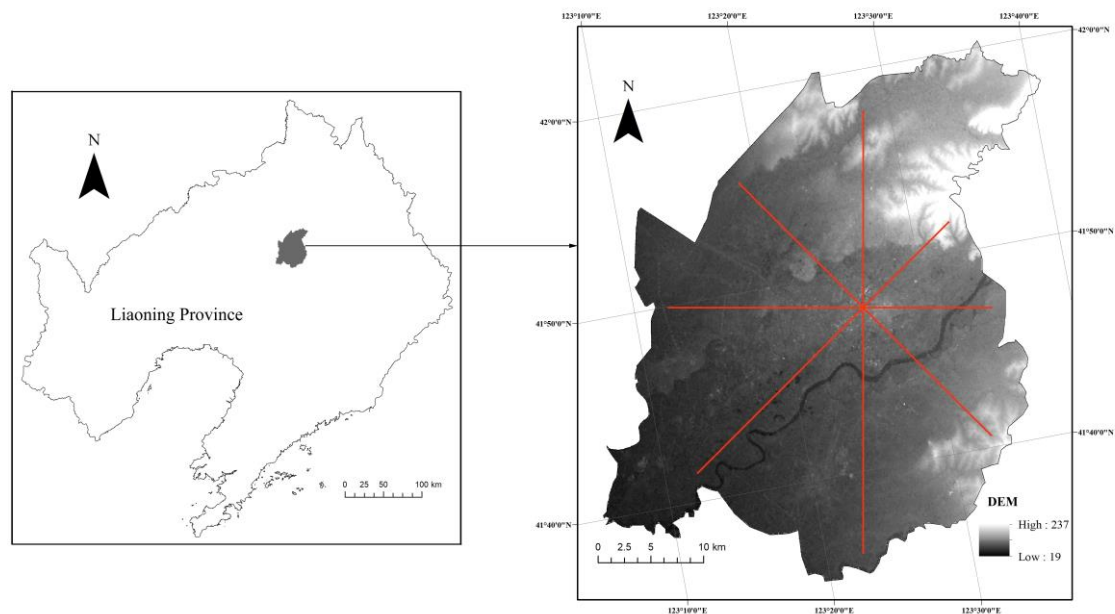 N
Liaoning Province
0 25 50 100 km
123°10'0"E
123°20'0"E
123°30'0"E
123°40'0"E
42°0'0"N
N
42°0'0"N
41°50'0"N
41°50'0"N
41°40'0"N
41°40'0"N
DEM
High : 237
Low : 19
0 2.5 5 10 km
123°10'0"E
123°20'0"E
123°30'0"E